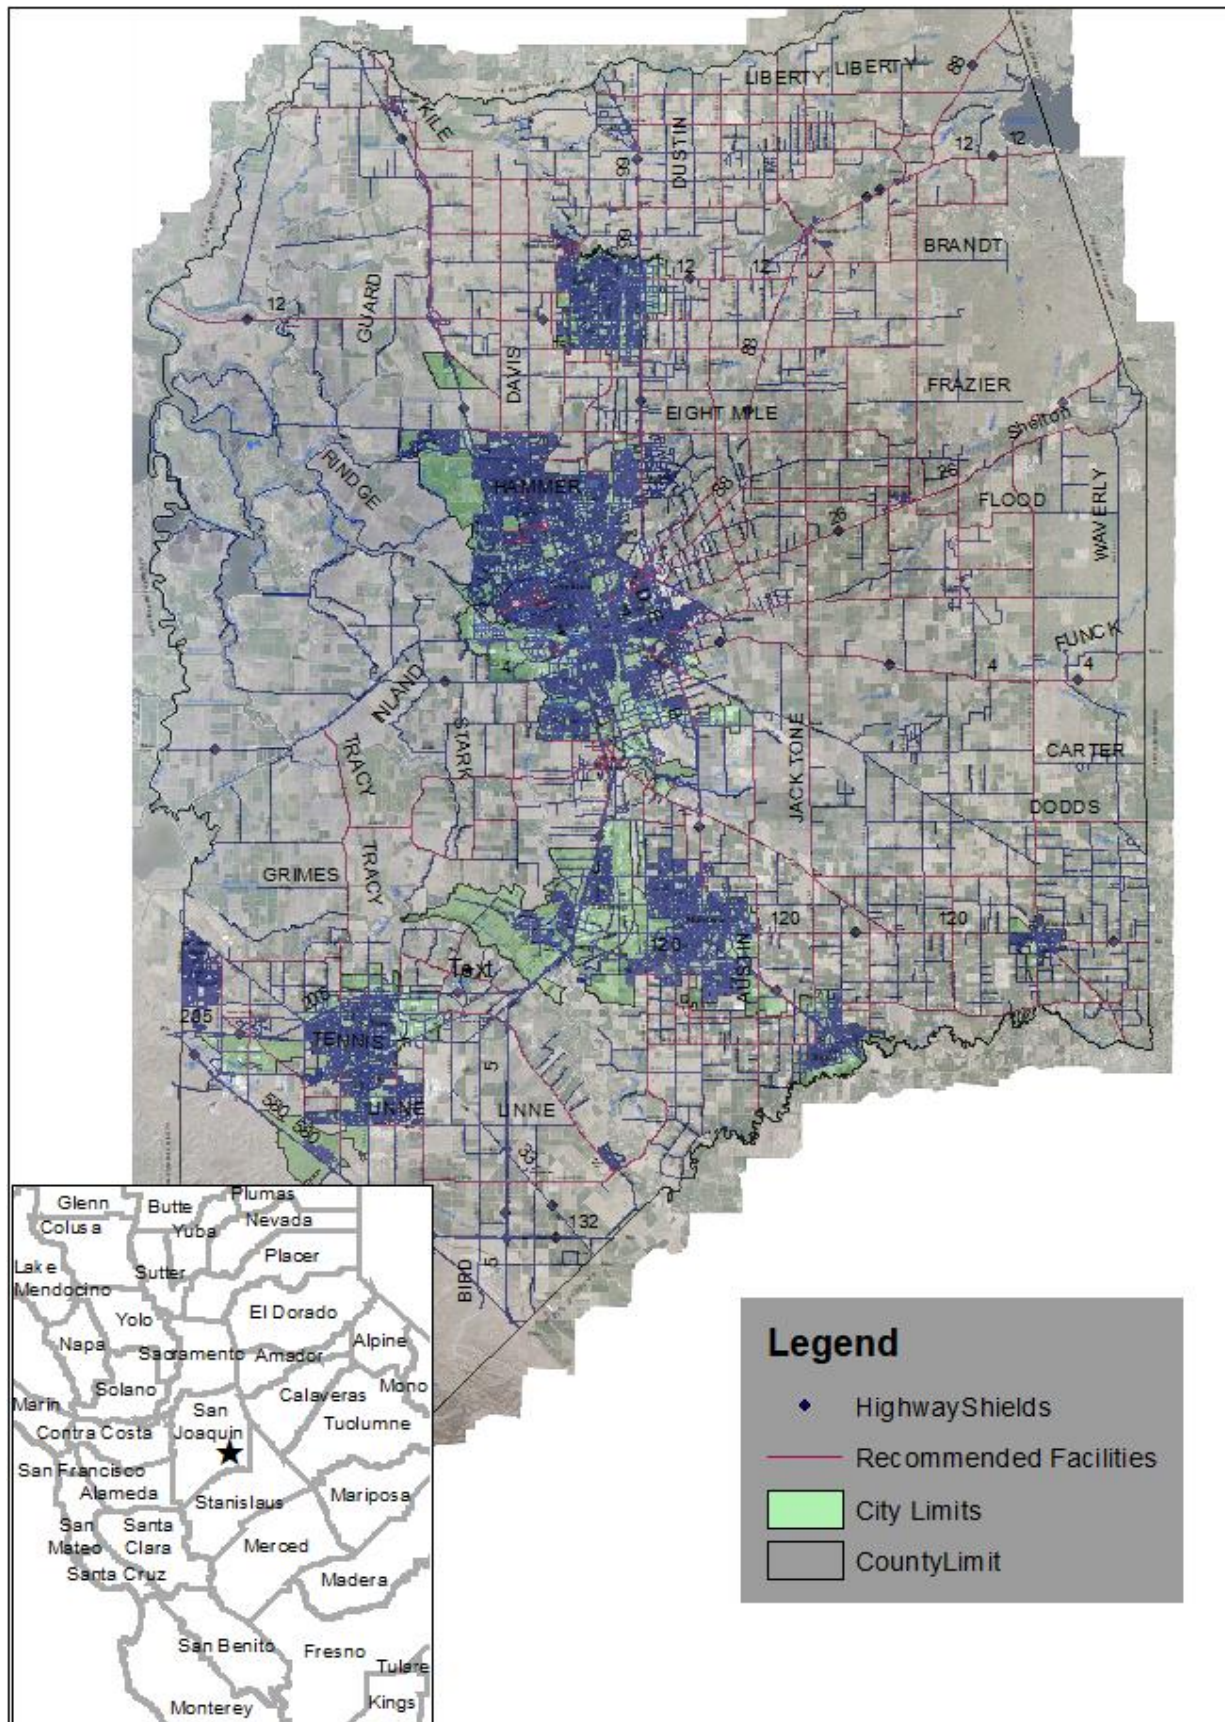 LIBERTY
LIBERTY
88
KILE
12
12
99
DUSTIN
99
BRANDT
12
12
GUARD
12
88
DAVIS
FRAZIER
EIGHT MILE
Shelton
RINDGE
HAMMER
88
26
FLOOD
WAVERLY
26
FUNCK
4
4
4
INLAND
STARK
TRACY
JACK TONE
CARTER
DODDS
TRACY
GRIMES
120
120
120
AUSTIN
Text
205
205
TENNIS
5
LINNE
LINNE
580
580
33
132
BIRD
5
Glenn
Butte
Plumas
Colusa
Yuba
Nevada
Placer
Lake
Sutter
Mendocino
El Dorado
Yolo
Napa
Sacramento
Amador
Alpine
Solano
Calaveras
Mono
Marin
San
Joaquin
Tuolumne
Contra Costa
San Francisco
Alameda
Stanislaus
Mariposa
San
Mateo
Santa
Clara
Merced
Santa Cruz
Madera
San Benito
Fresno
Tulare
Monterey
Kings
Legend
HighwayShields
Recommended Facilities
City Limits
CountyLimit